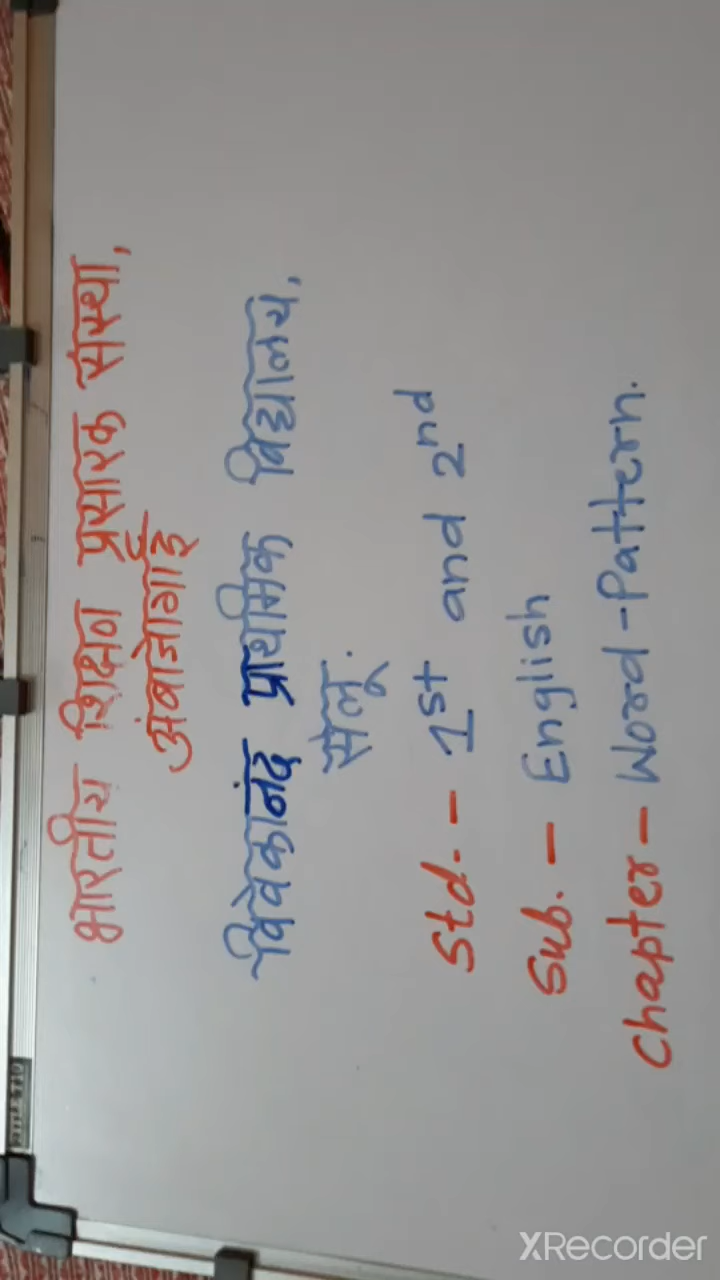 भारतीय शिक्षण प्रसारक संस्था,
अंबाजोगाई
विवेकानंद प्राथमिक विद्यालय,
सेलू.
Std. - 1st and 2nd
Sub. - English
Chapter - Word-Pattern.
XRecorder